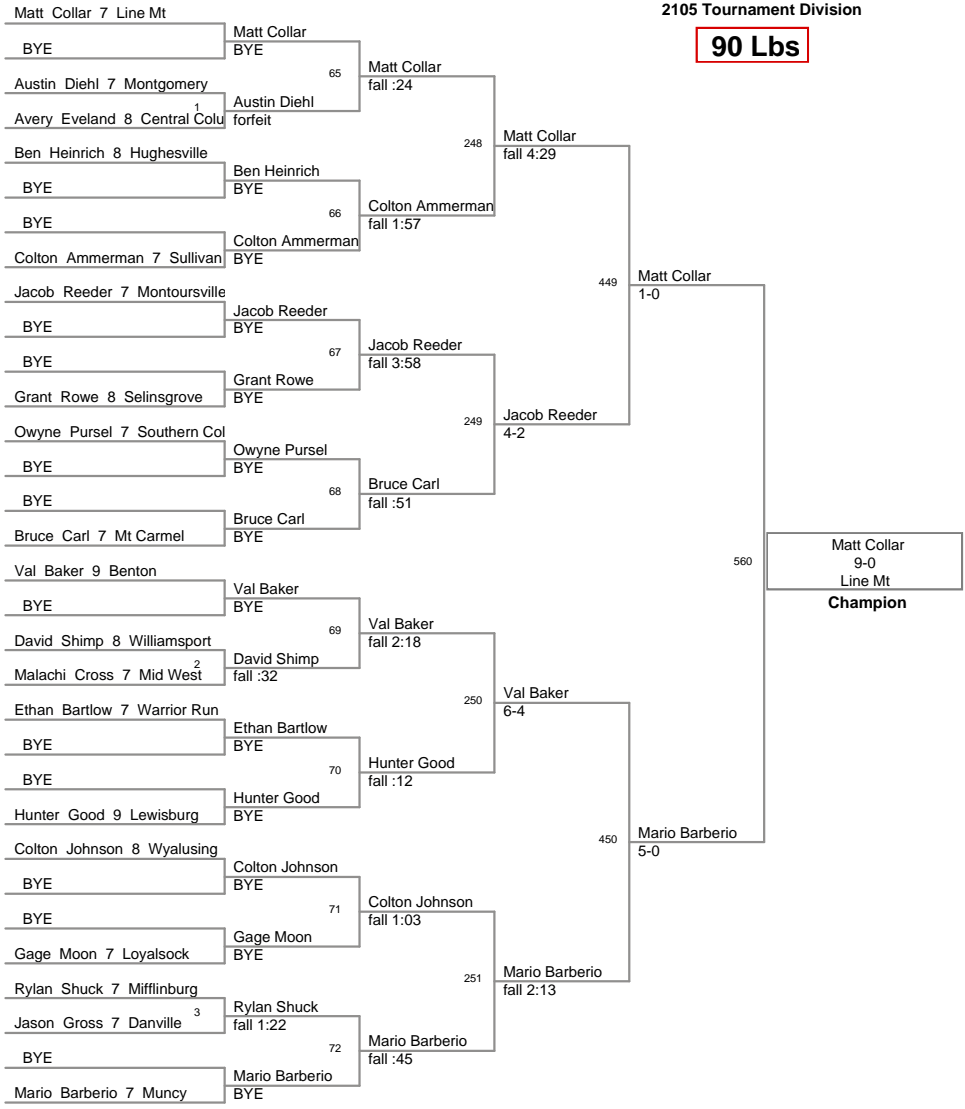 2105 Tournament Division
90 Lbs
Matt Collar 7 Line Mt
BYE
Austin Diehl 7 Montgomery
1
Avery Eveland 8 Central Colu
Ben Heinrich 8 Hughesville
BYE
BYE
Colton Ammerman 7 Sullivan
Jacob Reeder 7 Montoursville
BYE
BYE
Grant Rowe 8 Selinsgrove
Owyne Pursel 7 Southern Col
BYE
BYE
Bruce Carl 7 Mt Carmel
Val Baker 9 Benton
BYE
David Shimp 8 Williamsport
2
Malachi Cross 7 Mid West
Ethan Bartlow 7 Warrior Run
BYE
BYE
Hunter Good 9 Lewisburg
Colton Johnson 8 Wyalusing
BYE
BYE
Gage Moon 7 Loyalsock
Rylan Shuck 7 Mifflinburg
3
Jason Gross 7 Danville
BYE
Mario Barberio 7 Muncy
Matt Collar
BYE
65
Austin Diehl
forfeit
Ben Heinrich
BYE
66
Colton Ammerman
BYE
Jacob Reeder
BYE
67
Grant Rowe
BYE
Owyne Pursel
BYE
68
Bruce Carl
BYE
Val Baker
BYE
69
David Shimp
fall :32
Ethan Bartlow
BYE
70
Hunter Good
BYE
Colton Johnson
BYE
71
Gage Moon
BYE
Rylan Shuck
fall 1:22
72
Mario Barberio
BYE
Matt Collar
fall :24
248
Colton Ammerman
fall 1:57
Jacob Reeder
fall 3:58
249
Bruce Carl
fall :51
Val Baker
fall 2:18
250
Hunter Good
fall :12
Colton Johnson
fall 1:03
251
Mario Barberio
fall :45
Matt Collar
fall 4:29
449
Jacob Reeder
4-2
Val Baker
6-4
450
Mario Barberio
fall 2:13
Matt Collar
1-0
560
Mario Barberio
5-0
Matt Collar
9-0
Line Mt
Champion